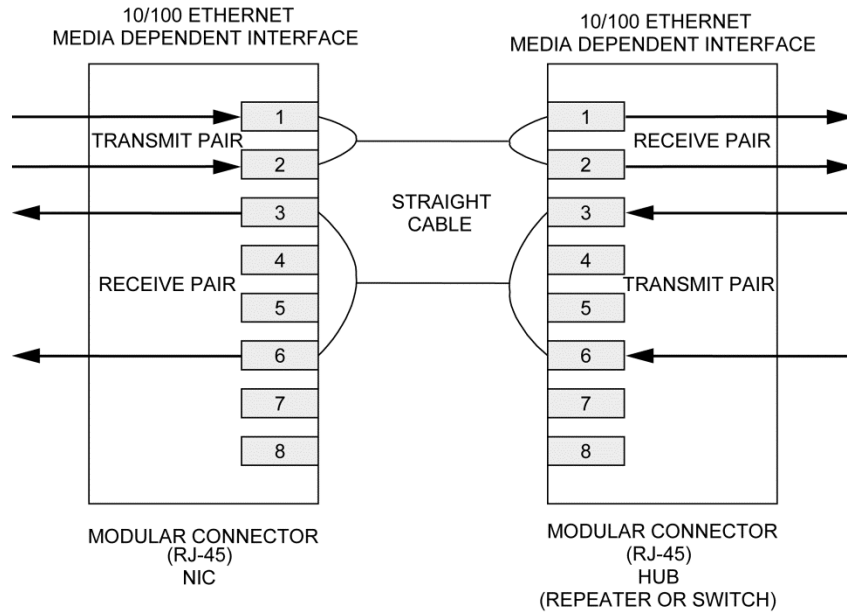 10/100 ETHERNET
MEDIA DEPENDENT INTERFACE
10/100 ETHERNET
MEDIA DEPENDENT INTERFACE
1
TRANSMIT PAIR
2
3
4
RECEIVE PAIR
5
6
7
8
STRAIGHT
CABLE
1
RECEIVE PAIR
2
3
4
TRANSMIT PAIR
5
6
7
8
MODULAR CONNECTOR
(RJ-45)
NIC
MODULAR CONNECTOR
(RJ-45)
HUB
(REPEATER OR SWITCH)